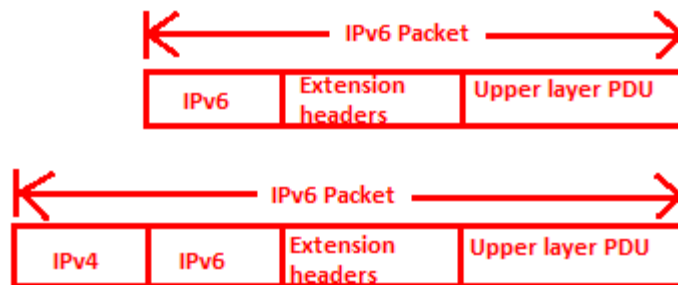 IPv6 Packet
IPv6
Extension
headers
Upper layer PDU
IPv6 Packet
IPv4
IPv6
Extension
headers
Upper layer PDU